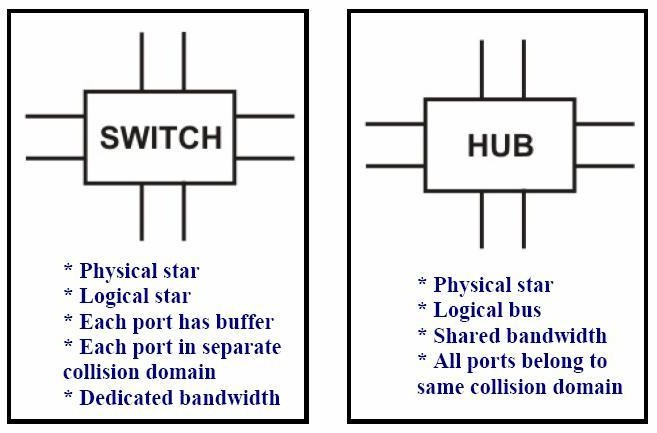 SWITCH
* Physical star
* Logical star
* Each port has buffer
* Each port in separate
collision domain
* Dedicated bandwidth
HUB
* Physical star
* Logical bus
* Shared bandwidth
* All ports belong to
same collision domain